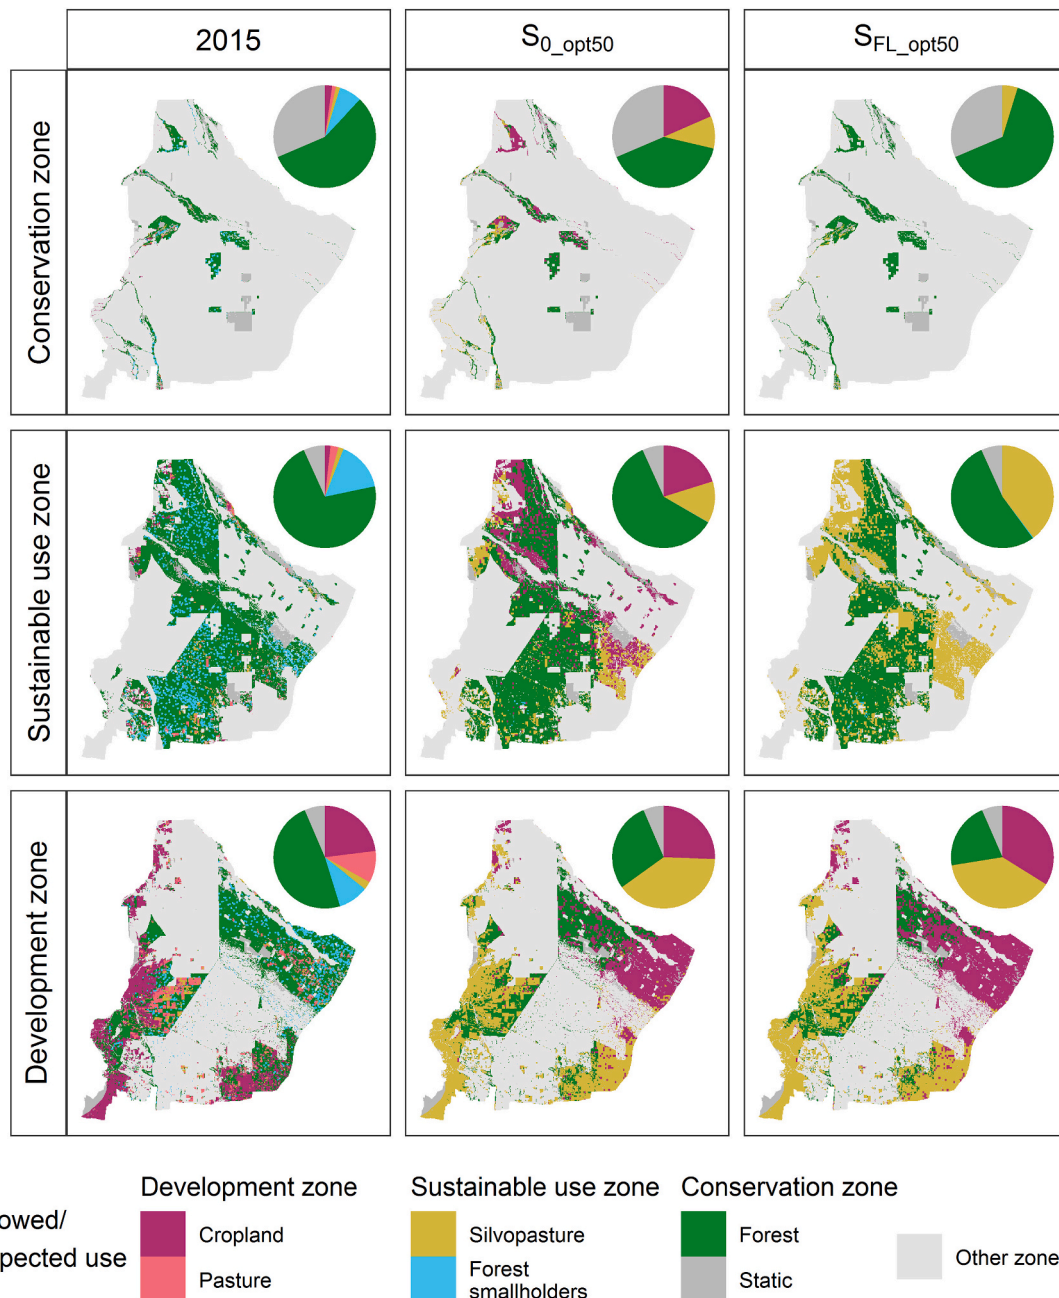 2015
S0_opt50
SFL_opt50
Conservation zone
Sustainable use zone
Development zone
Development zone
Sustainable use zone
Conservation zone
Cropland
Silvopasture
Forest
Pasture
Forest
smallholders
Static
Other zone
owed/
pected use